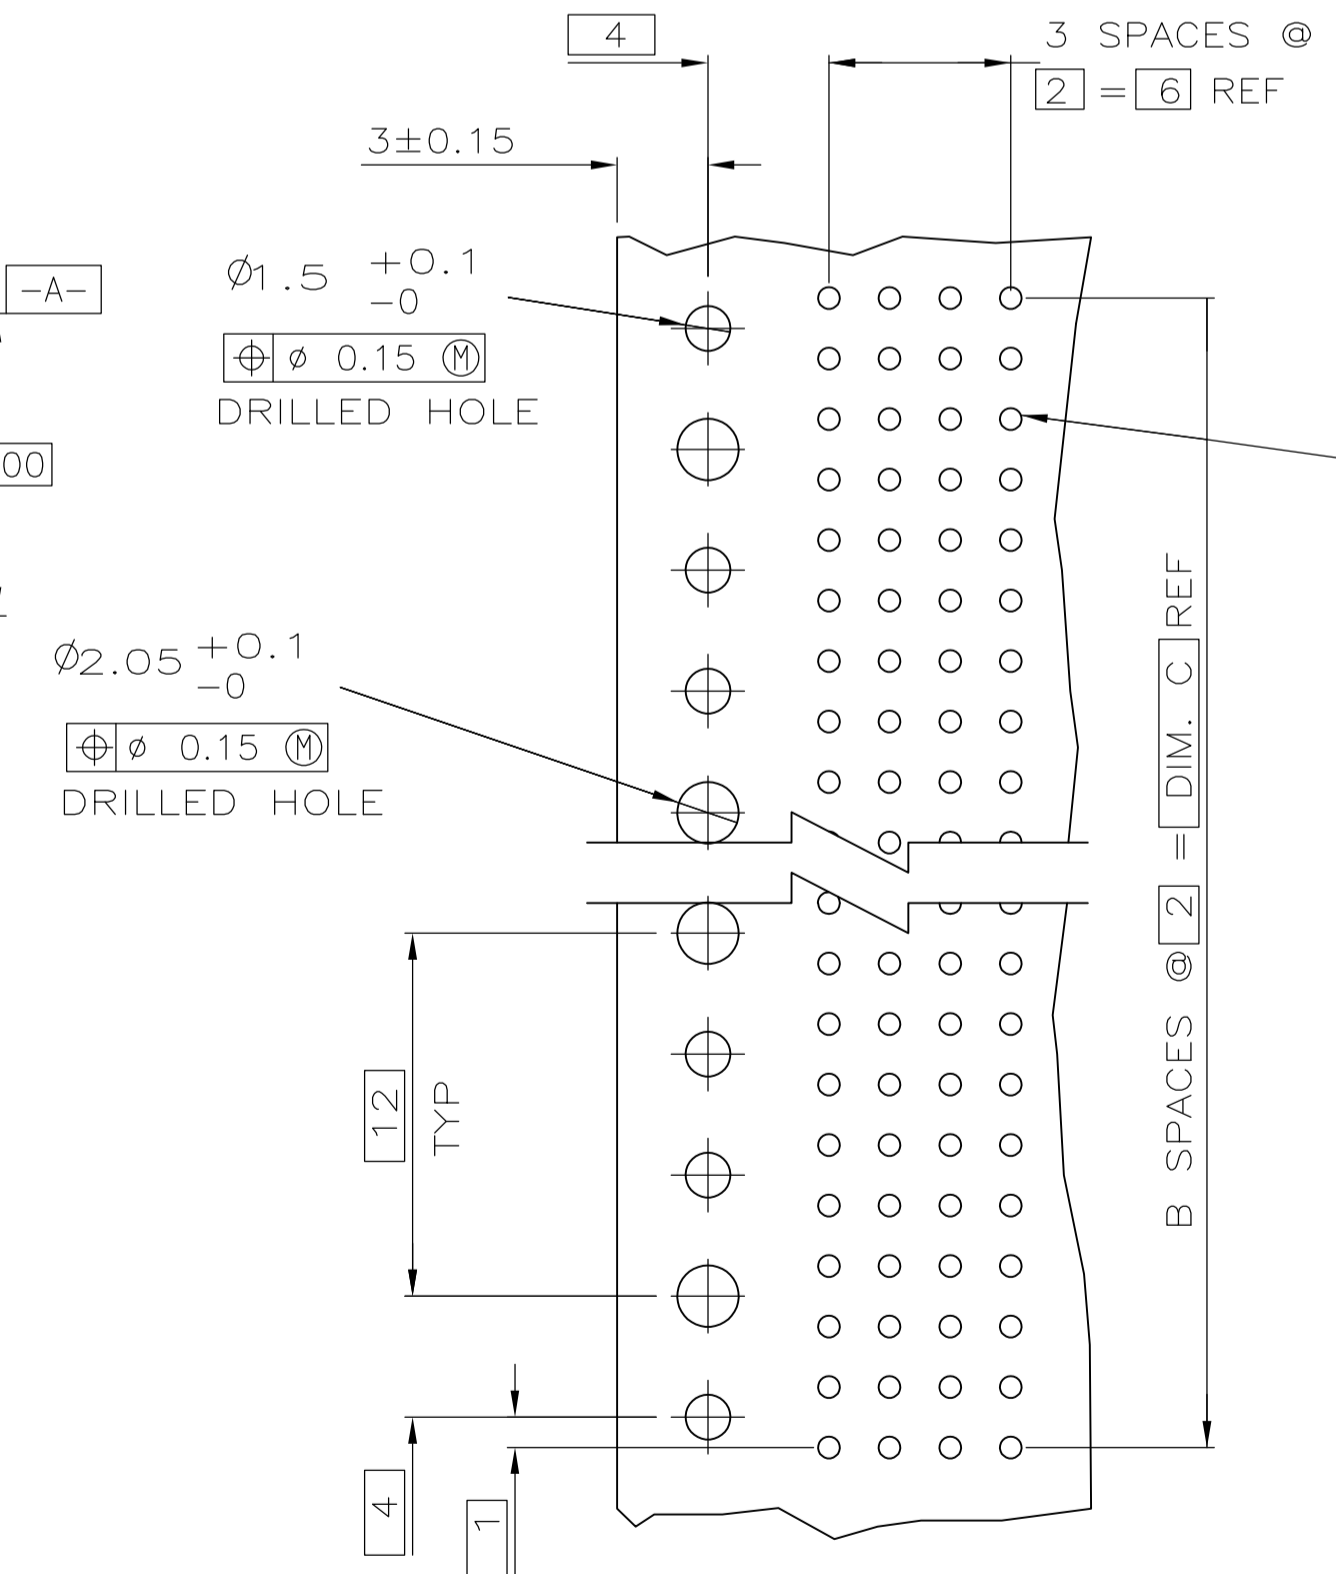 4
3 SPACES @
2 = 6 REF
3±0.15
-A-
Ø1.5 +0.1
-0
⌖ ⌀ 0.15 Ⓜ
DRILLED HOLE
00
Ø2.05 +0.1
-0
⌖ ⌀ 0.15 Ⓜ
DRILLED HOLE
B SPACES @ 2 = DIM. C REF
12
TYP
4
1